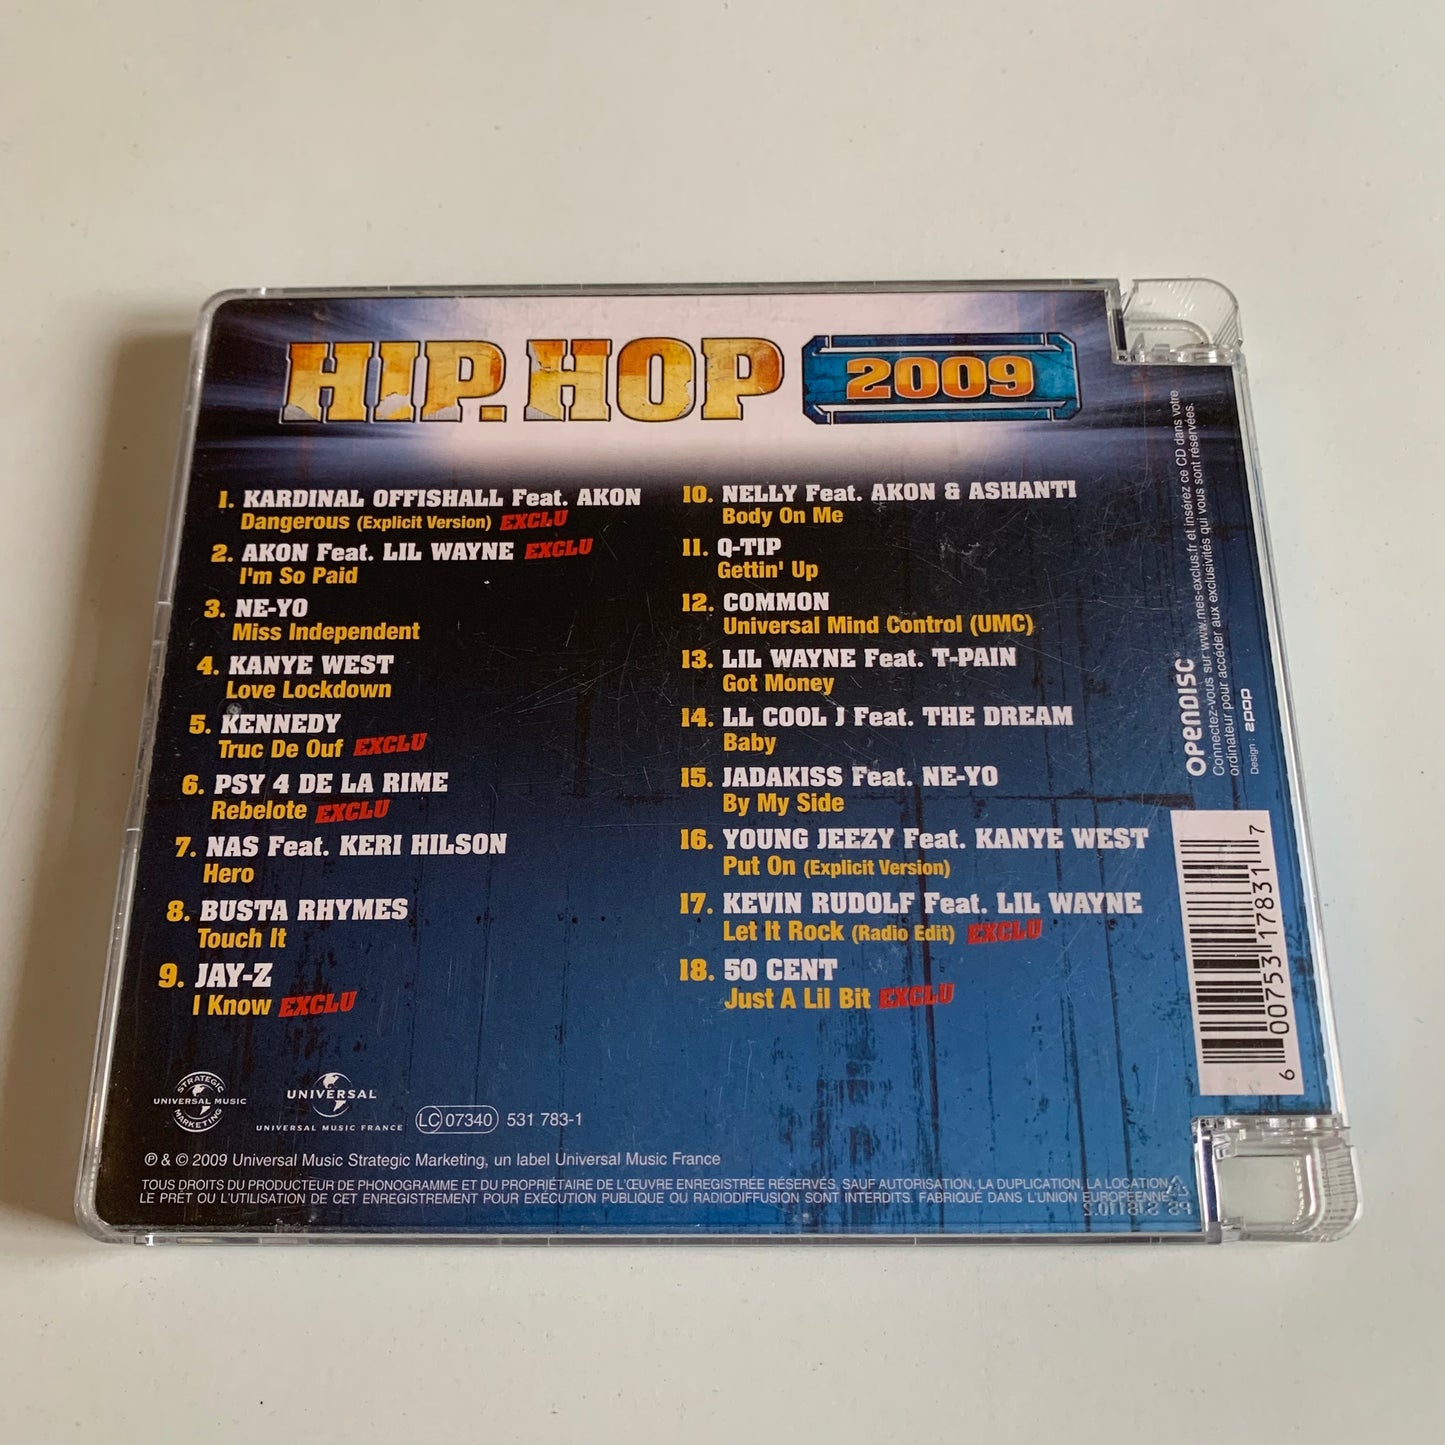 HIP.HOP 2009
1. KARDINAL OFFISHALL Feat. AKON
Dangerous (Explicit Version) EXCLU
2. AKON Feat. LIL WAYNE EXCLU
I'm So Paid
3. NE-YO
Miss Independent
4. KANYE WEST
Love Lockdown
5. KENNEDY
Truc De Ouf EXCLU
6. PSY 4 DE LA RIME
Rebelote EXCLU
7. NAS Feat. KERI HILSON
Hero
8. BUSTA RHYMES
Touch It
9. JAY-Z
I Know EXCLU
10. NELLY Feat. AKON & ASHANTI
Body On Me
11. Q-TIP
Gettin' Up
12. COMMON
Universal Mind Control (UMC)
13. LIL WAYNE Feat. T-PAIN
Got Money
14. LL COOL J Feat. THE DREAM
Baby
15. JADAKISS Feat. NE-YO
By My Side
16. YOUNG JEEZY Feat. KANYE WEST
Put On (Explicit Version)
17. KEVIN RUDOLF Feat. LIL WAYNE
Let It Rock (Radio Edit) EXCLU
18. 50 CENT
Just A Lil Bit EXCLU
OPENDISC
Connectez-vous sur www.mes-exclus.fr et insérez ce CD dans votre
ordinateur pour accéder aux exclusivités qui vous sont réservées.
Design : 2pop
6 00753 17831 7
STRATEGIC
UNIVERSAL MUSIC
MARKETING
UNIVERSAL
UNIVERSAL MUSIC FRANCE
LC 07340 531 783-1
℗ & © 2009 Universal Music Strategic Marketing, un label Universal Music France
TOUS DROITS DU PRODUCTEUR DE PHONOGRAMME ET DU PROPRIÉTAIRE DE L'ŒUVRE ENREGISTRÉE RÉSERVÉS, SAUF AUTORISATION, LA DUPLICATION, LA LOCATION,
LE PRÊT OU L'UTILISATION DE CET ENREGISTREMENT POUR EXÉCUTION PUBLIQUE OU RADIODIFFUSION SONT INTERDITS. FABRIQUÉ DANS L'UNION EUROPÉENNE.